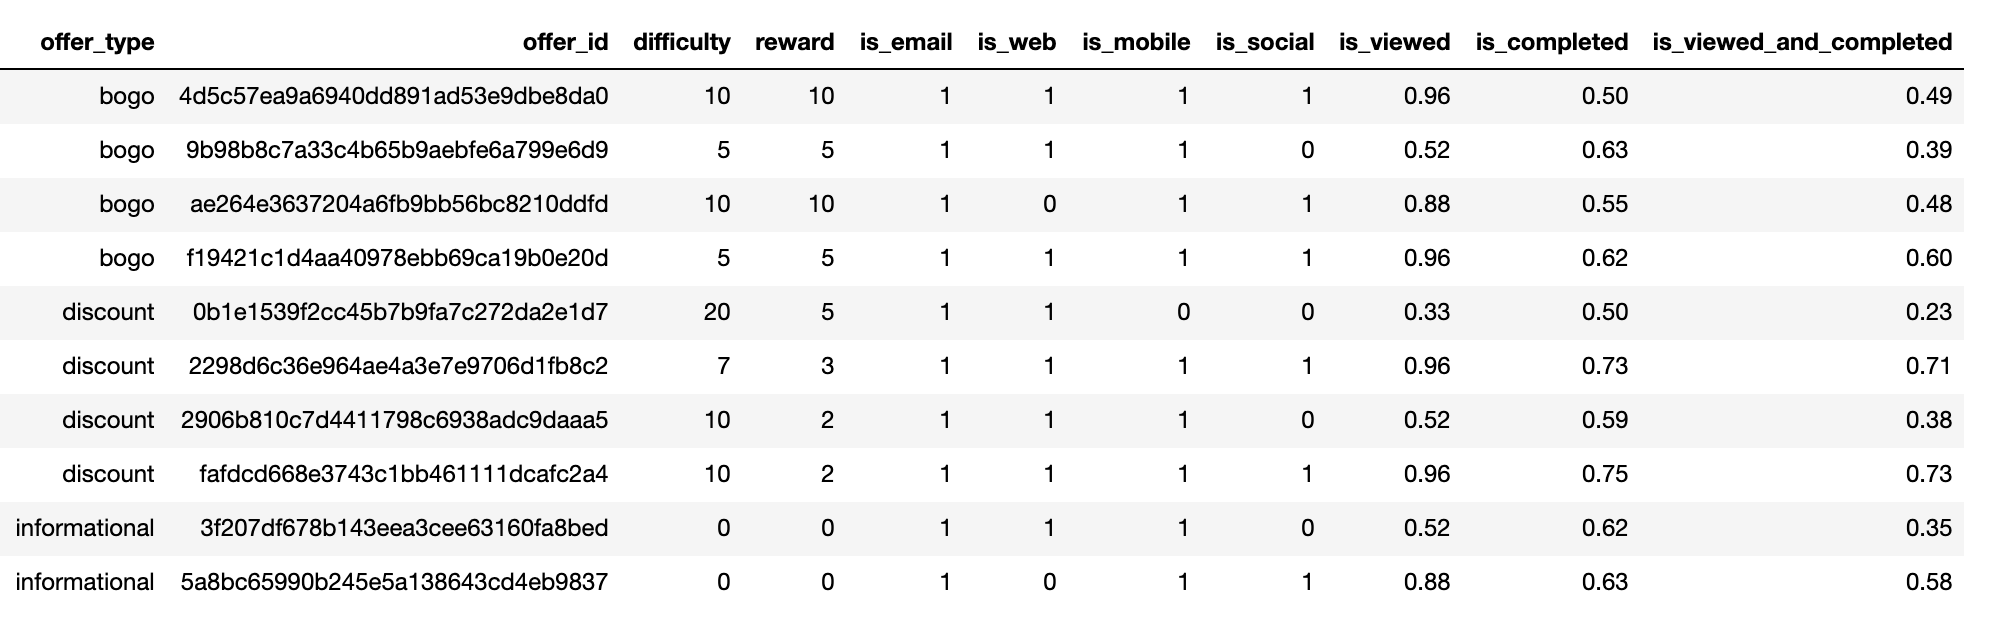 offer_type offer_id difficulty reward is_email is_web is_mobile is_social is_viewed is_completed is_viewed_and_completed
bogo 4d5c57ea9a6940dd891ad53e9dbe8da0 10 10 1 1 1 1 0.96 0.50 0.49
bogo 9b98b8c7a33c4b65b9aebfe6a799e6d9 5 5 1 1 1 0 0.52 0.63 0.39
bogo ae264e3637204a6fb9bb56bc8210ddfd 10 10 1 0 1 1 0.88 0.55 0.48
bogo f19421c1d4aa40978ebb69ca19b0e20d 5 5 1 1 1 1 0.96 0.62 0.60
discount 0b1e1539f2cc45b7b9fa7c272da2e1d7 20 5 1 1 0 0 0.33 0.50 0.23
discount 2298d6c36e964ae4a3e7e9706d1fb8c2 7 3 1 1 1 1 0.96 0.73 0.71
discount 2906b810c7d4411798c6938adc9daaa5 10 2 1 1 1 0 0.52 0.59 0.38
discount fafdcd668e3743c1bb461111dcafc2a4 10 2 1 1 1 1 0.96 0.75 0.73
informational 3f207df678b143eea3cee63160fa8bed 0 0 1 1 1 0 0.52 0.62 0.35
informational 5a8bc65990b245e5a138643cd4eb9837 0 0 1 0 1 1 0.88 0.63 0.58